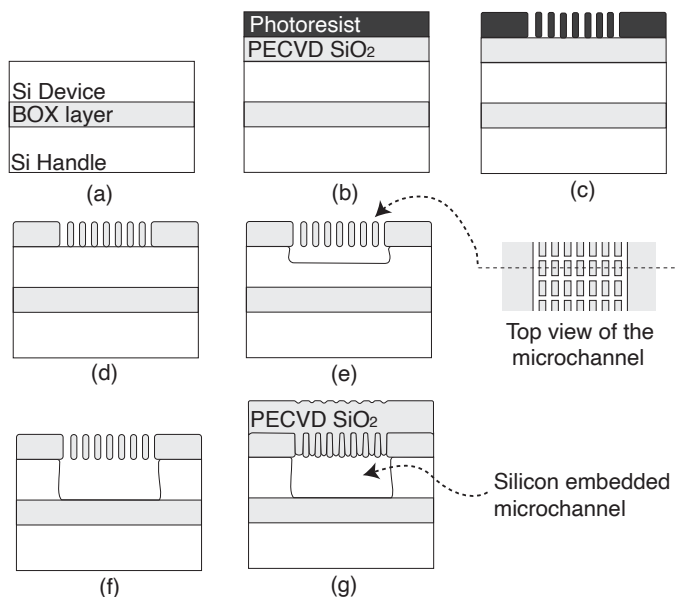 Si Device
BOX layer
Si Handle
(a)
Photoresist
PECVD SiO₂
(b)
(c)
(d)
(e)
Top view of the
microchannel
(f)
PECVD SiO₂
(g)
Silicon embedded
microchannel